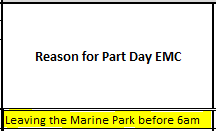 Reason for Part Day EMC
Leaving the Marine Park before 6am